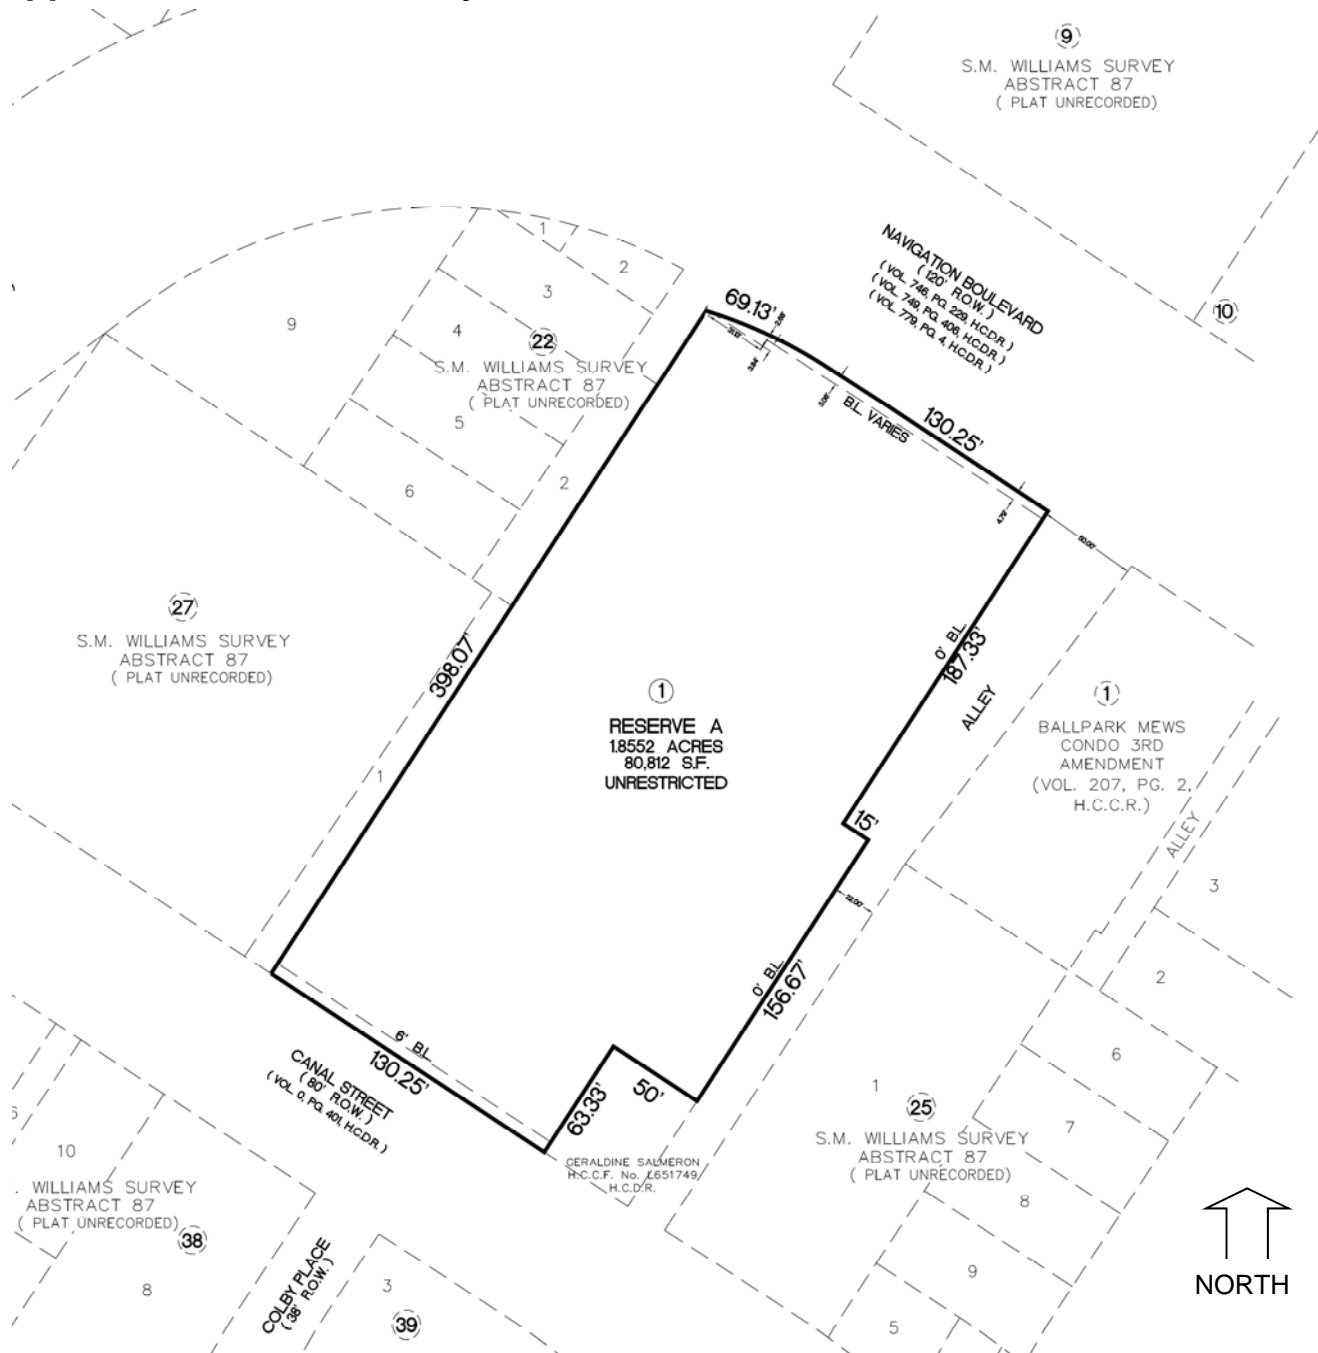 9
S.M. WILLIAMS SURVEY
ABSTRACT 87
( PLAT UNRECORDED)
10
NAVIGATION BOULEVARD
( 120' R.O.W. )
( VOL. 746, PG. 229, H.C.D.R. )
( VOL. 749, PG. 406, H.C.D.R. )
( VOL. 779, PG. 4, H.C.D.R. )
1
2
3
4
9
22
S.M. WILLIAMS SURVEY
ABSTRACT 87
( PLAT UNRECORDED)
5
6
2
69.13'
B.L. VARIES
130.25'
27
S.M. WILLIAMS SURVEY
ABSTRACT 87
( PLAT UNRECORDED)
398.07'
1
1
RESERVE A
1.8552 ACRES
80,812 S.F.
UNRESTRICTED
0' B.L.
187.33'
ALLEY
1
BALLPARK MEWS
CONDO 3RD
AMENDMENT
(VOL. 207, PG. 2,
H.C.C.R.)
ALLEY
3
2
15'
0' B.L.
156.67'
6' B.L.
130.25'
50'
63.33'
CANAL STREET
( 80' R.O.W. )
( VOL. 0, PG. 401, H.C.D.R. )
GERALDINE SALMERON
H.C.C.F. No. L651749,
H.C.D.R.
1
25
S.M. WILLIAMS SURVEY
ABSTRACT 87
( PLAT UNRECORDED)
6
7
8
9
5
10
. WILLIAMS SURVEY
ABSTRACT 87
( PLAT UNRECORDED)
38
8
COLBY PLACE
( 38' R.O.W. )
3
39
NORTH